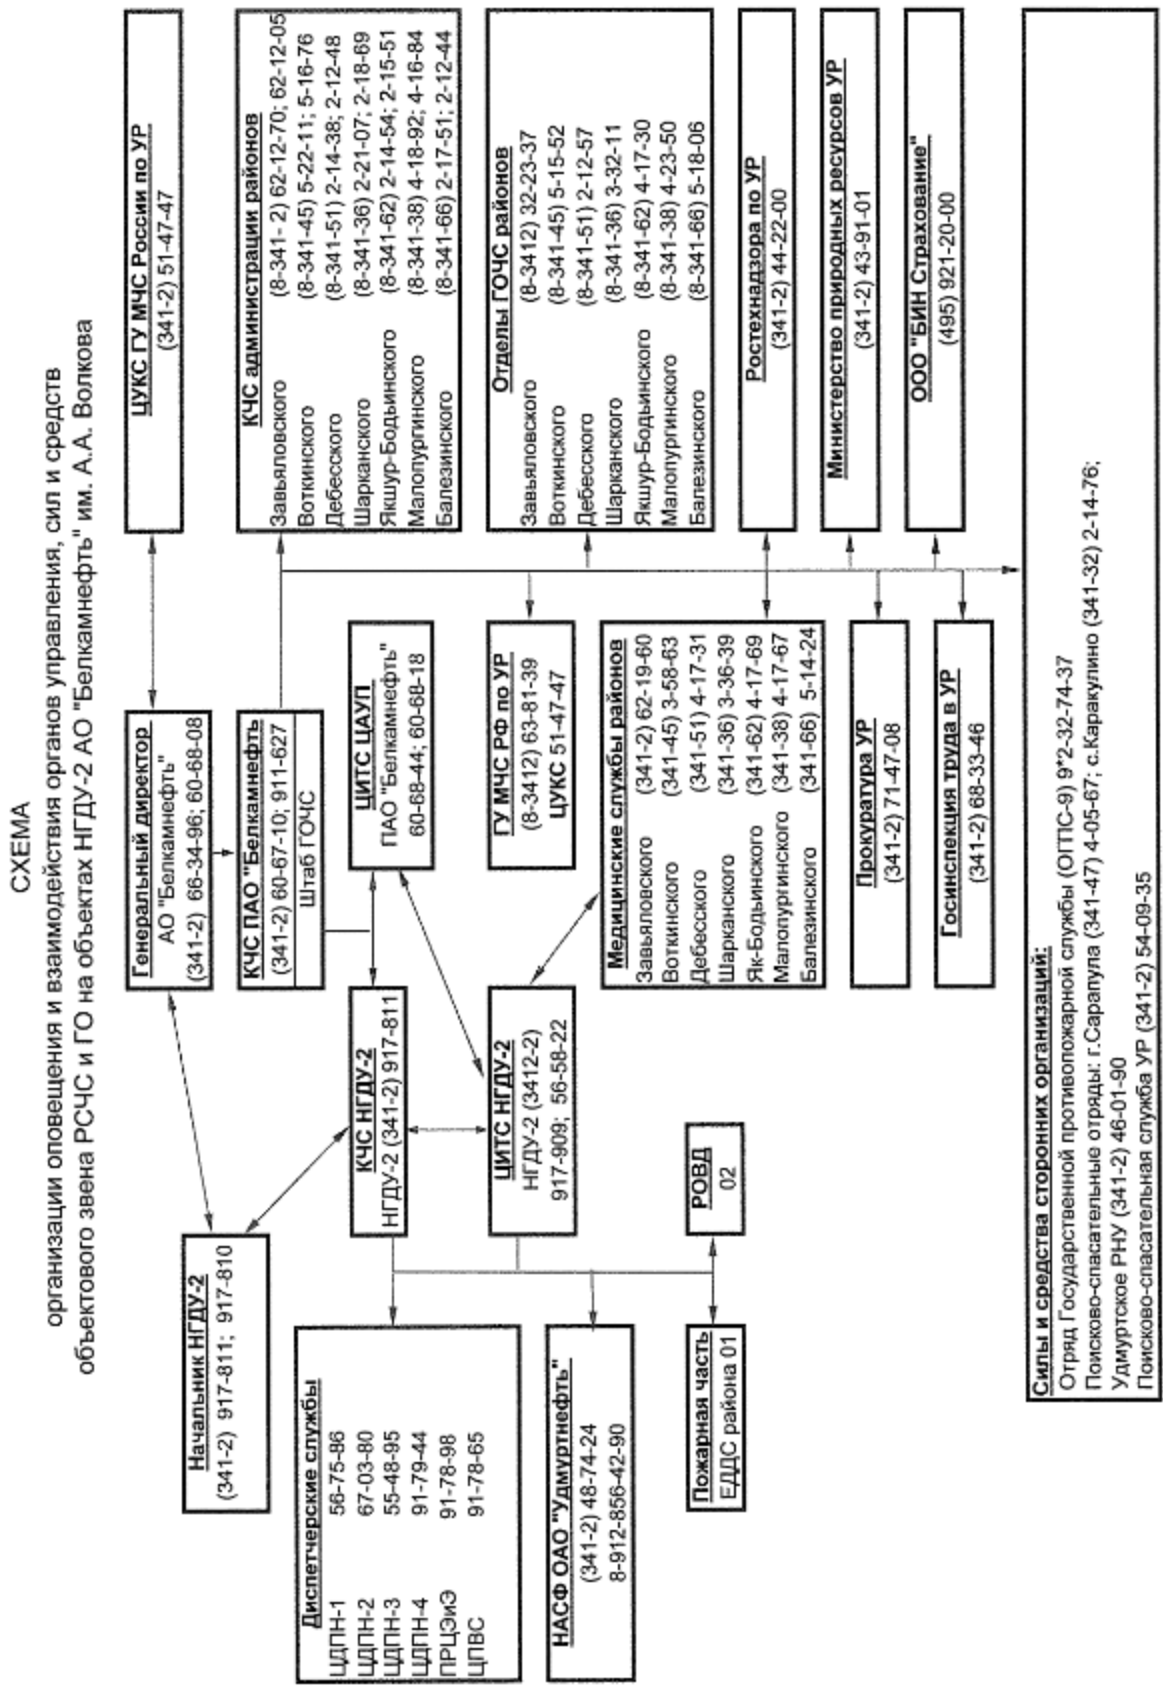 СХЕМА
организации оповещения и взаимодействия органов управления, сил и средств
объектового звена РСЧС и ГО на объектах НГДУ-2 АО "Белкамнефть" им. А.А. Волкова
Начальник НГДУ-2
(341-2) 917-811; 917-810
Генеральный директор
АО "Белкамнефть"
(341-2) 66-34-96; 60-68-08
ЦУКС ГУ МЧС России по УР
(341-2) 51-47-47
КЧС ПАО "Белкамнефть
(341-2) 60-67-10; 911-627
Штаб ГОЧС
КЧС администрации районов
Завьяловского (8-341- 2) 62-12-70; 62-12-05
Воткинского (8-341-45) 5-22-11; 5-16-76
Дебесского (8-341-51) 2-14-38; 2-12-48
Шарканского (8-341-36) 2-21-07; 2-18-69
Якшур-Бодьинского (8-341-62) 2-14-54; 2-15-51
Малопургинского (8-341-38) 4-18-92; 4-16-84
Балезинского (8-341-66) 2-17-51; 2-12-44
Диспетчерские службы
ЦДПН-1 56-75-86
ЦДПН-2 67-03-80
ЦДПН-3 55-48-95
ЦДПН-4 91-79-44
ПРЦЭиЭ 91-78-98
ЦПВС 91-78-65
КЧС НГДУ-2
НГДУ-2 (341-2) 917-811
ЦИТС ЦАУП
ПАО "Белкамнефть"
60-68-44; 60-68-18
ЦИТС НГДУ-2
НГДУ-2 (3412-2)
917-909; 56-58-22
ГУ МЧС РФ по УР
(8-3412) 63-81-39
ЦУКС 51-47-47
Отделы ГОЧС районов
Завьяловского (8-3412) 32-23-37
Воткинского (8-341-45) 5-15-52
Дебесского (8-341-51) 2-12-57
Шарканского (8-341-36) 3-32-11
Якшур-Бодьинского (8-341-62) 4-17-30
Малопургинского (8-341-38) 4-23-50
Балезинского (8-341-66) 5-18-06
НАСФ ОАО "Удмуртнефть"
(341-2) 48-74-24
8-912-856-42-90
Медицинские службы районов
Завьяловского (341-2) 62-19-60
Воткинского (341-45) 3-58-63
Дебесского (341-51) 4-17-31
Шарканского (341-36) 3-36-39
Як-Бодьинского (341-62) 4-17-69
Малопургинского (341-38) 4-17-67
Балезинского (341-66) 5-14-24
Пожарная часть
ЕДДС района 01
РОВД
02
Ростехнадзора по УР
(341-2) 44-22-00
Министерство природных ресурсов УР
(341-2) 43-91-01
Прокуратура УР
(341-2) 71-47-08
ООО "БИН Страхование"
(495) 921-20-00
Госинспекция труда в УР
(341-2) 68-33-46
Силы и средства сторонних организаций:
Отряд Государственной противопожарной службы (ОГПС-9) 9*2-32-74-37
Поисково-спасательные отряды: г.Сарапула (341-47) 4-05-67; с.Каракулино (341-32) 2-14-76;
Удмуртское РНУ (341-2) 46-01-90
Поисково-спасательная служба УР (341-2) 54-09-35